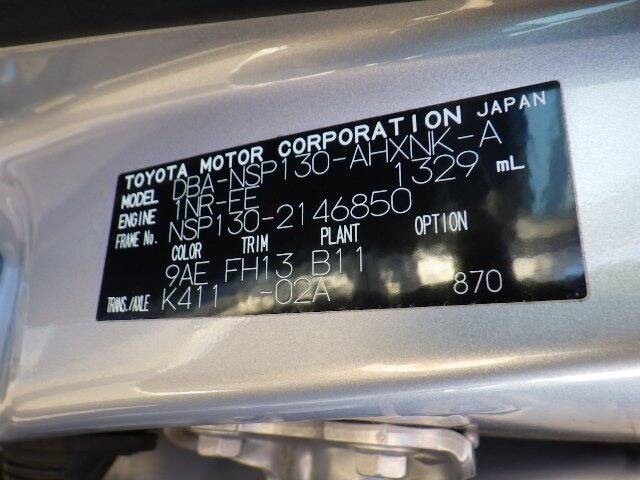 TOYOTA MOTOR CORPORATION JAPAN
MODEL DBA-NSP130-AHXNK-A
ENGINE 1NR-FE 1329 mL
FRAME No. NSP130-2146850
COLOR TRIM PLANT OPTION
9AE FH13 B11
TRANS./AXLE K411 -02A 870